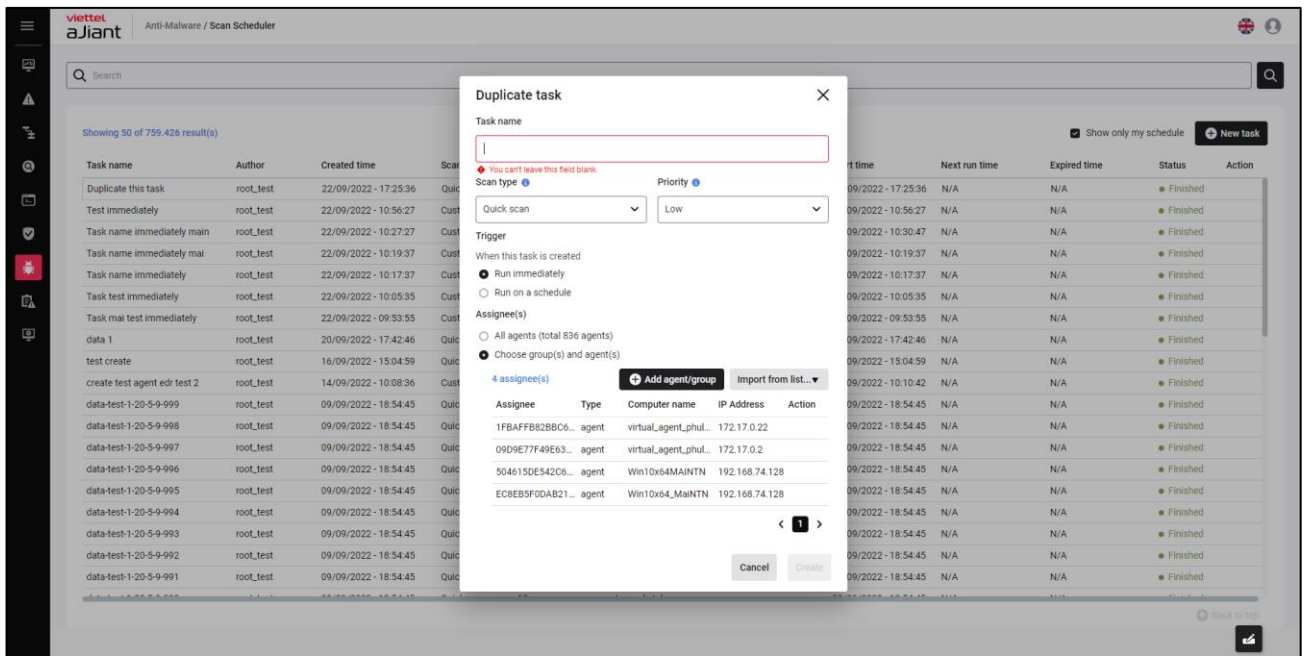 viettel
aJiant
Anti-Malware / Scan Scheduler
Search
Showing 50 of 759.426 result(s)
Show only my schedule
New task
Task name Author Created time Next run time Expired time Status Action
Duplicate this task root_test 22/09/2022 - 17:25:36 09/2022 - 17:25:36 N/A N/A Finished
Test immediately root_test 22/09/2022 - 10:56:27 09/2022 - 10:56:27 N/A N/A Finished
Task name immediately main root_test 22/09/2022 - 10:27:27 09/2022 - 10:30:47 N/A N/A Finished
Task name immediately mai root_test 22/09/2022 - 10:19:37 09/2022 - 10:19:37 N/A N/A Finished
Task name immediately root_test 22/09/2022 - 10:17:37 09/2022 - 10:17:37 N/A N/A Finished
Task test immediately root_test 22/09/2022 - 10:05:35 09/2022 - 10:05:35 N/A N/A Finished
Task mai test immediately root_test 22/09/2022 - 09:53:55 09/2022 - 09:53:55 N/A N/A Finished
data 1 root_test 20/09/2022 - 17:42:46 09/2022 - 17:42:46 N/A N/A Finished
test create root_test 16/09/2022 - 15:04:59 09/2022 - 15:04:59 N/A N/A Finished
create test agent edr test 2 root_test 14/09/2022 - 10:08:36 09/2022 - 10:10:42 N/A N/A Finished
data-test-1-20-5-9-999 root_test 09/09/2022 - 18:54:45 09/2022 - 18:54:45 N/A N/A Finished
data-test-1-20-5-9-998 root_test 09/09/2022 - 18:54:45 09/2022 - 18:54:45 N/A N/A Finished
data-test-1-20-5-9-997 root_test 09/09/2022 - 18:54:45 09/2022 - 18:54:45 N/A N/A Finished
data-test-1-20-5-9-996 root_test 09/09/2022 - 18:54:45 09/2022 - 18:54:45 N/A N/A Finished
data-test-1-20-5-9-995 root_test 09/09/2022 - 18:54:45 09/2022 - 18:54:45 N/A N/A Finished
data-test-1-20-5-9-994 root_test 09/09/2022 - 18:54:45 09/2022 - 18:54:45 N/A N/A Finished
data-test-1-20-5-9-993 root_test 09/09/2022 - 18:54:45 09/2022 - 18:54:45 N/A N/A Finished
data-test-1-20-5-9-992 root_test 09/09/2022 - 18:54:45 09/2022 - 18:54:45 N/A N/A Finished
data-test-1-20-5-9-991 root_test 09/09/2022 - 18:54:45 09/2022 - 18:54:45 N/A N/A Finished
Back to top
Duplicate task
Task name
You can't leave this field blank.
Scan type Priority
Quick scan Low
Trigger
When this task is created
Run immediately
Run on a schedule
Assignee(s)
All agents (total 836 agents)
Choose group(s) and agent(s)
4 assignee(s) Add agent/group Import from list...
Assignee Type Computer name IP Address Action
1FBAFFB82BBC6... agent virtual_agent_phul... 172.17.0.22
09D9E77F49E63... agent virtual_agent_phul... 172.17.0.2
504615DE542C6... agent Win10x64MAINTN 192.168.74.128
EC8EB5F0DAB21... agent Win10x64_MaiNTN 192.168.74.128
1
Cancel Create